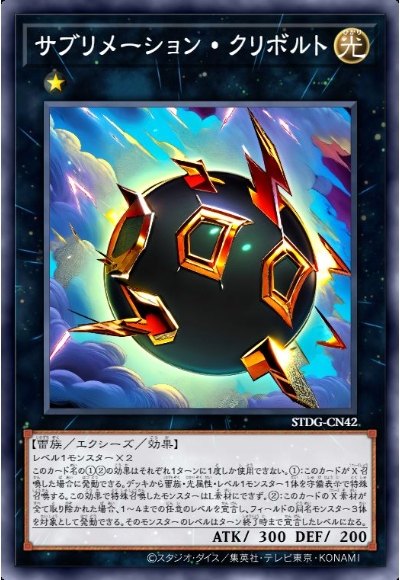 サブリメーション・クリボルト
光
STDG-CN42
【雷族／エクシーズ／効果】
レベル1モンスター×2
このカード名の①②の効果はそれぞれ1ターンに1度しか使用できない。①：このカードがX召
喚した場合に発動できる。デッキから雷族・光属性・レベル1モンスター1体を守備表示で特殊
召喚する。この効果で特殊召喚したモンスターはL素材にできず。②：このカードのX素材が
全て取り除かれた場合、1～4までの任意のレベルを宣言し、フィールドの同名モンスター3体
を対象として発動できる。そのモンスターのレベルはターン終了時まで宣言したレベルになる。
ATK/ 300 DEF/ 200
©スタジオ・ダイス／集英社・テレビ東京・KONAMI